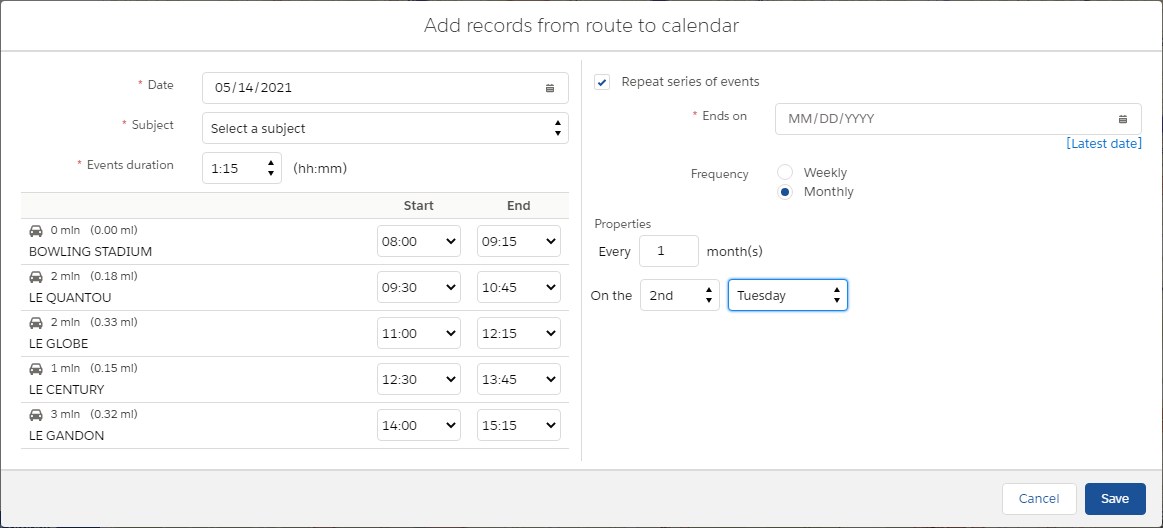 Add records from route to calendar
* Date 05/14/2021
* Subject Select a subject
* Events duration 1:15 (hh:mm)
Start End
0 min (0.00 mi)
BOWLING STADIUM 08:00 09:15
2 min (0.18 mi)
LE QUANTOU 09:30 10:45
2 min (0.33 mi)
LE GLOBE 11:00 12:15
1 min (0.15 mi)
LE CENTURY 12:30 13:45
3 min (0.32 mi)
LE GANDON 14:00 15:15
Repeat series of events
* Ends on MM/DD/YYYY
[Latest date]
Frequency Weekly
Monthly
Properties
Every 1 month(s)
On the 2nd Tuesday
Cancel Save